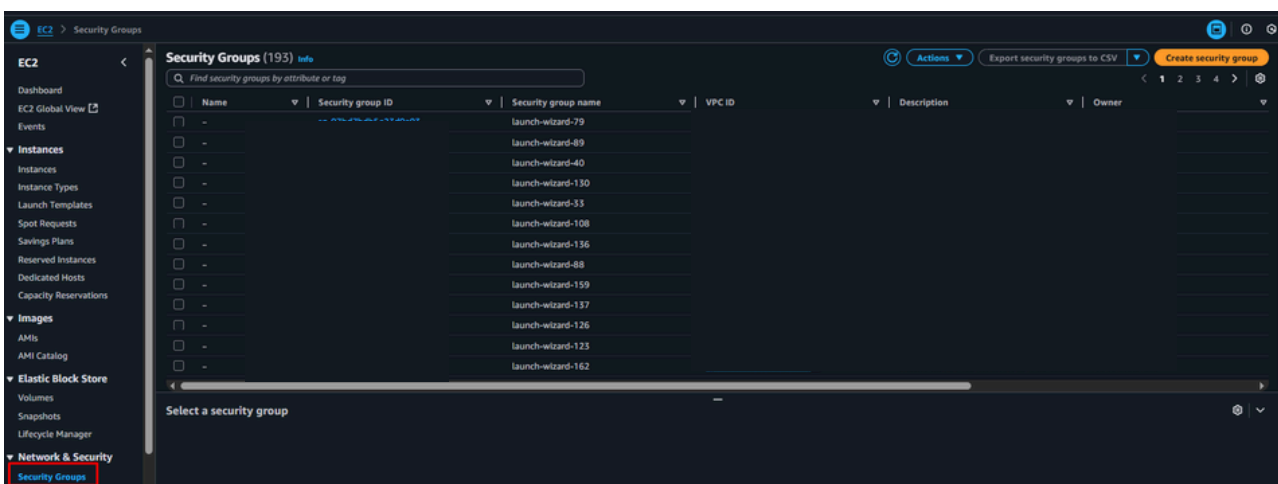 EC2 > Security Groups
EC2
Dashboard
EC2 Global View
Events
Instances
Instances
Instance Types
Launch Templates
Spot Requests
Savings Plans
Reserved Instances
Dedicated Hosts
Capacity Reservations
Images
AMIs
AMI Catalog
Elastic Block Store
Volumes
Snapshots
Lifecycle Manager
Network & Security
Security Groups
Security Groups (193) Info
Actions Export security groups to CSV Create security group
Find security groups by attribute or tag
1 2 3 4
Name Security group ID Security group name VPC ID Description Owner
– launch-wizard-79
– launch-wizard-89
– launch-wizard-40
– launch-wizard-130
– launch-wizard-33
– launch-wizard-108
– launch-wizard-136
– launch-wizard-88
– launch-wizard-159
– launch-wizard-137
– launch-wizard-126
– launch-wizard-123
– launch-wizard-162
Select a security group